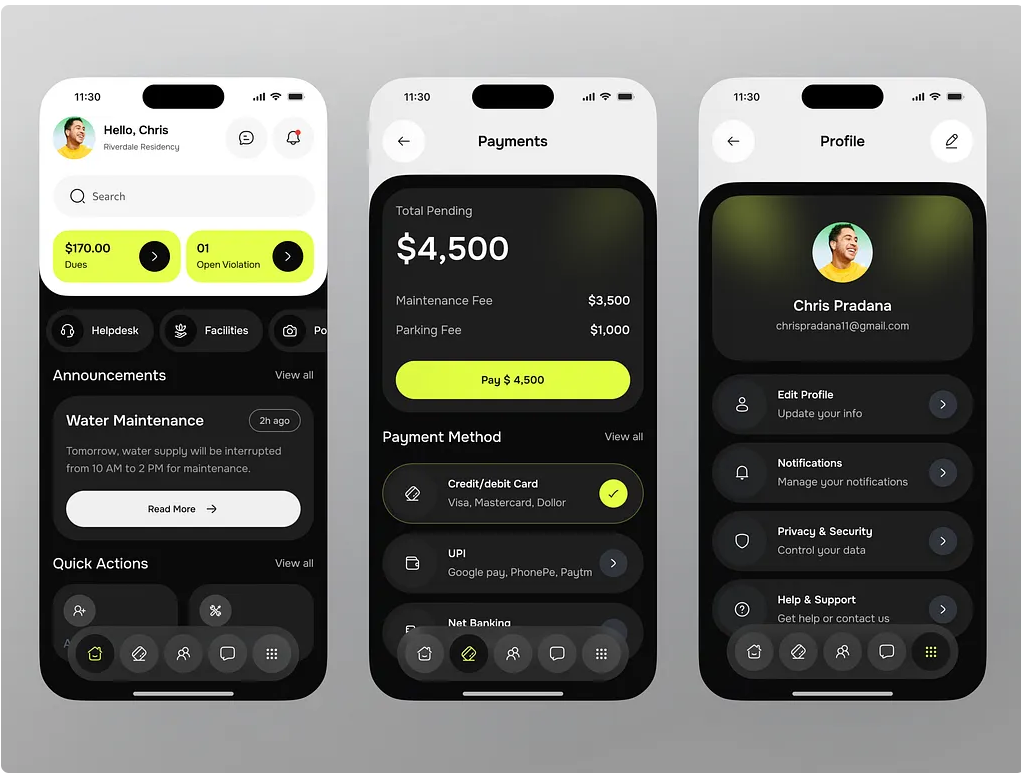 11:30
Hello, Chris
Riverdale Residency
Search
$170.00
Dues
01
Open Violation
Helpdesk
Facilities
Po
Announcements
View all
Water Maintenance
2h ago
Tomorrow, water supply will be interrupted
from 10 AM to 2 PM for maintenance.
Read More
Quick Actions
View all
A
11:30
Payments
Total Pending
$4,500
Maintenance Fee
$3,500
Parking Fee
$1,000
Pay $ 4,500
Payment Method
View all
Credit/debit Card
Visa, Mastercard, Dollor
UPI
Google pay, PhonePe, Paytm
Net Banking
11:30
Profile
Chris Pradana
chrispradana11@gmail.com
Edit Profile
Update your info
Notifications
Manage your notifications
Privacy & Security
Control your data
Help & Support
Get help or contact us